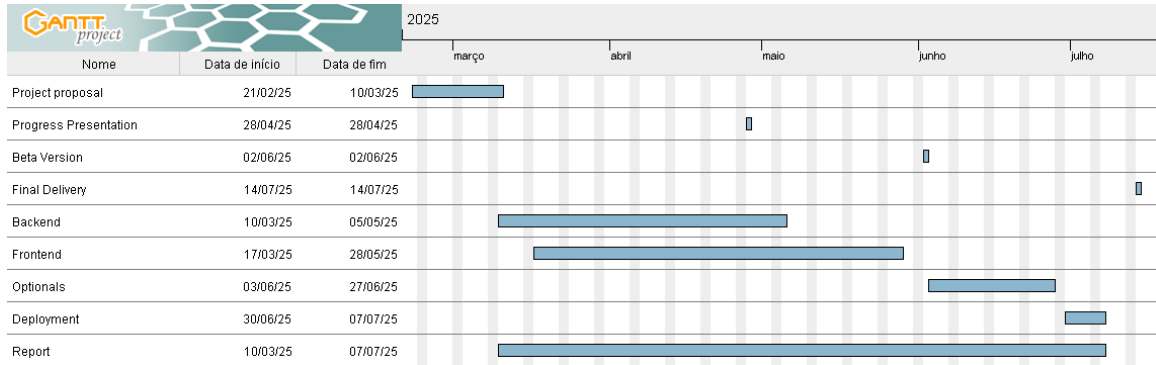 GANTT project
2025
Nome Data de início Data de fim março abril maio junho julho
Project proposal 21/02/25 10/03/25
Progress Presentation 28/04/25 28/04/25
Beta Version 02/06/25 02/06/25
Final Delivery 14/07/25 14/07/25
Backend 10/03/25 05/05/25
Frontend 17/03/25 28/05/25
Optionals 03/06/25 27/06/25
Deployment 30/06/25 07/07/25
Report 10/03/25 07/07/25